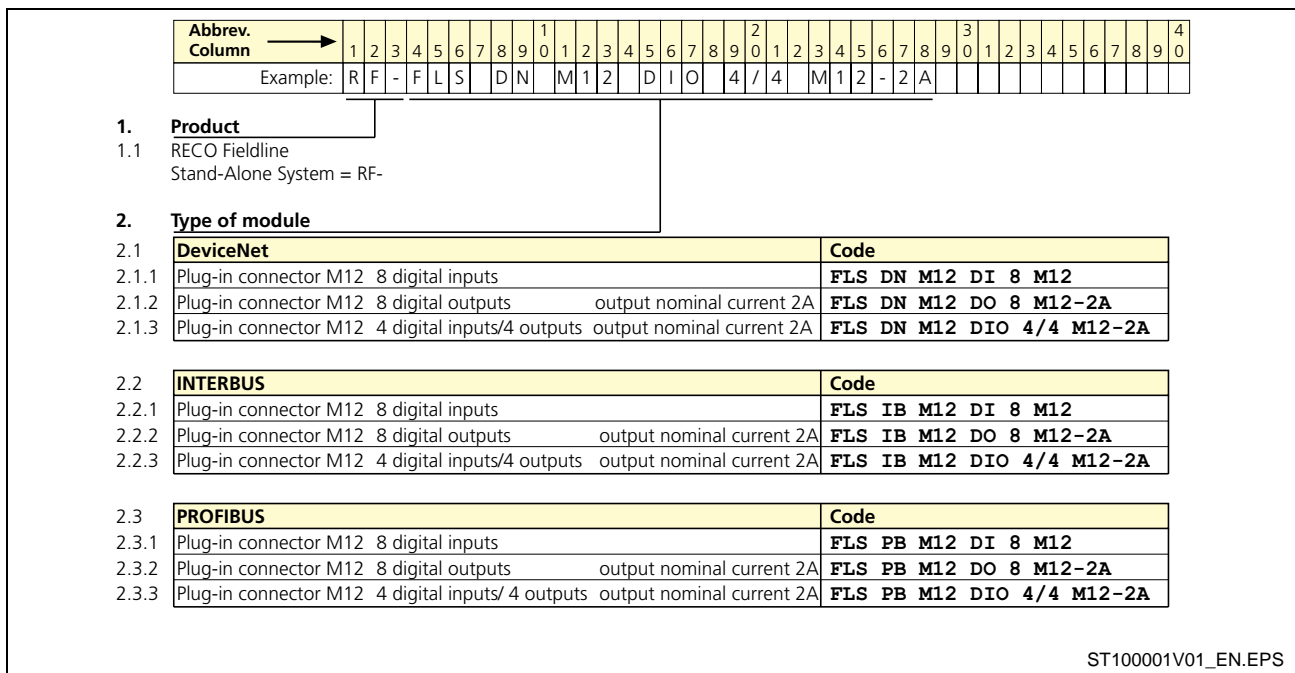 Abbrev.
Column 1 2 3 4 5 6 7 8 9 10 1 2 3 4 5 6 7 8 9 20 1 2 3 4 5 6 7 8 9 30 1 2 3 4 5 6 7 8 9 40
Example: RF-FLS DN M12 DIO 4/4 M12-2A
1. Product
1.1 RECO Fieldline
Stand-Alone System = RF-
2. Type of module
2.1 DeviceNet Code
2.1.1 Plug-in connector M12 8 digital inputs FLS DN M12 DI 8 M12
2.1.2 Plug-in connector M12 8 digital outputs output nominal current 2A FLS DN M12 DO 8 M12-2A
2.1.3 Plug-in connector M12 4 digital inputs/4 outputs output nominal current 2A FLS DN M12 DIO 4/4 M12-2A
2.2 INTERBUS Code
2.2.1 Plug-in connector M12 8 digital inputs FLS IB M12 DI 8 M12
2.2.2 Plug-in connector M12 8 digital outputs output nominal current 2A FLS IB M12 DO 8 M12-2A
2.2.3 Plug-in connector M12 4 digital inputs/4 outputs output nominal current 2A FLS IB M12 DIO 4/4 M12-2A
2.3 PROFIBUS Code
2.3.1 Plug-in connector M12 8 digital inputs FLS PB M12 DI 8 M12
2.3.2 Plug-in connector M12 8 digital outputs output nominal current 2A FLS PB M12 DO 8 M12-2A
2.3.3 Plug-in connector M12 4 digital inputs/ 4 outputs output nominal current 2A FLS PB M12 DIO 4/4 M12-2A
ST100001V01_EN.EPS